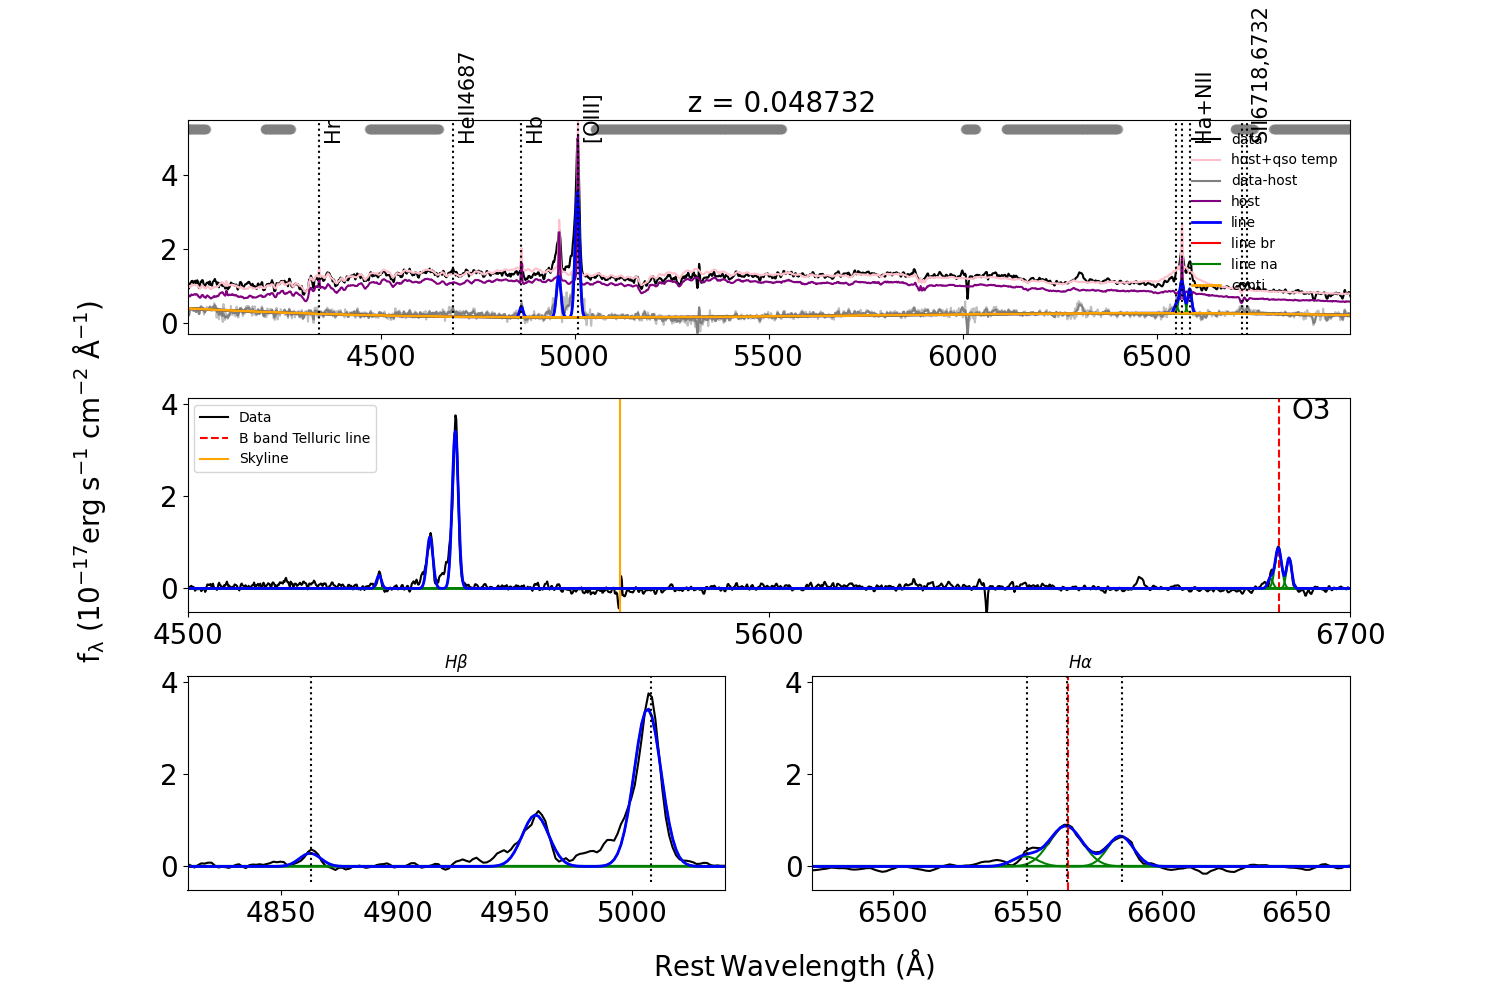 z = 0.048732
Hr
HeII4687
Hb
[OIII]
Ha+NII
SII6718,6732
data
host+qso temp
data-host
host
line
line br
line na
conti
4
2
0
4500
5000
5500
6000
6500
f_λ (10^−17 erg s^−1 cm^−2 Å^−1)
O3
Data
B band Telluric line
Skyline
4
2
0
4500
5600
6700
Hβ
4
2
0
4850
4900
4950
5000
Hα
4
2
0
6500
6550
6600
6650
Rest Wavelength (Å)